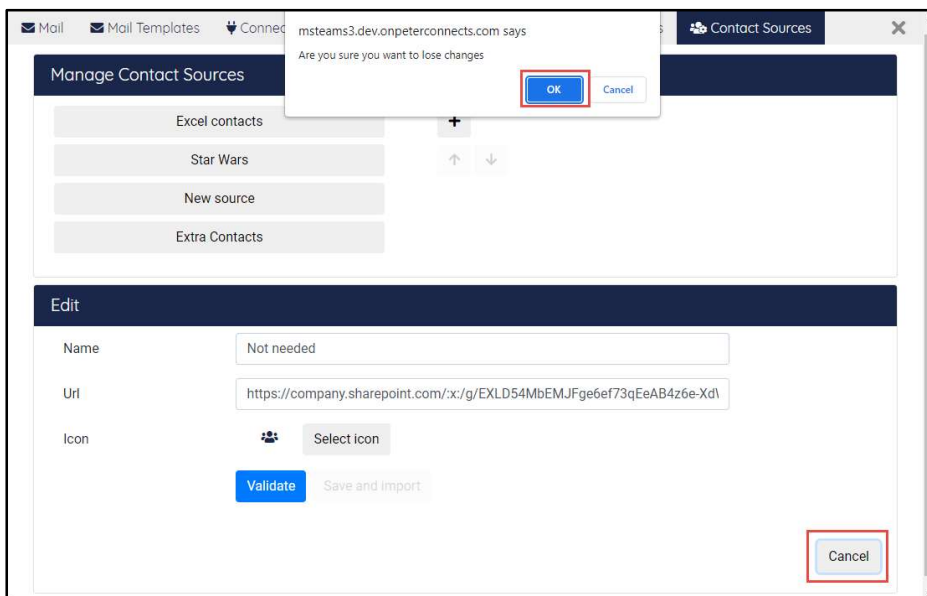 Mail Mail Templates Connec s Contact Sources
msteams3.dev.onpeterconnects.com says
Are you sure you want to lose changes
OK Cancel
Manage Contact Sources
Excel contacts
Star Wars
New source
Extra Contacts
Edit
Name Not needed
Url https://company.sharepoint.com/:x:/g/EXLD54MbEMJFge6ef73qEeAB4z6e-Xd\
Icon Select icon
Validate Save and import
Cancel